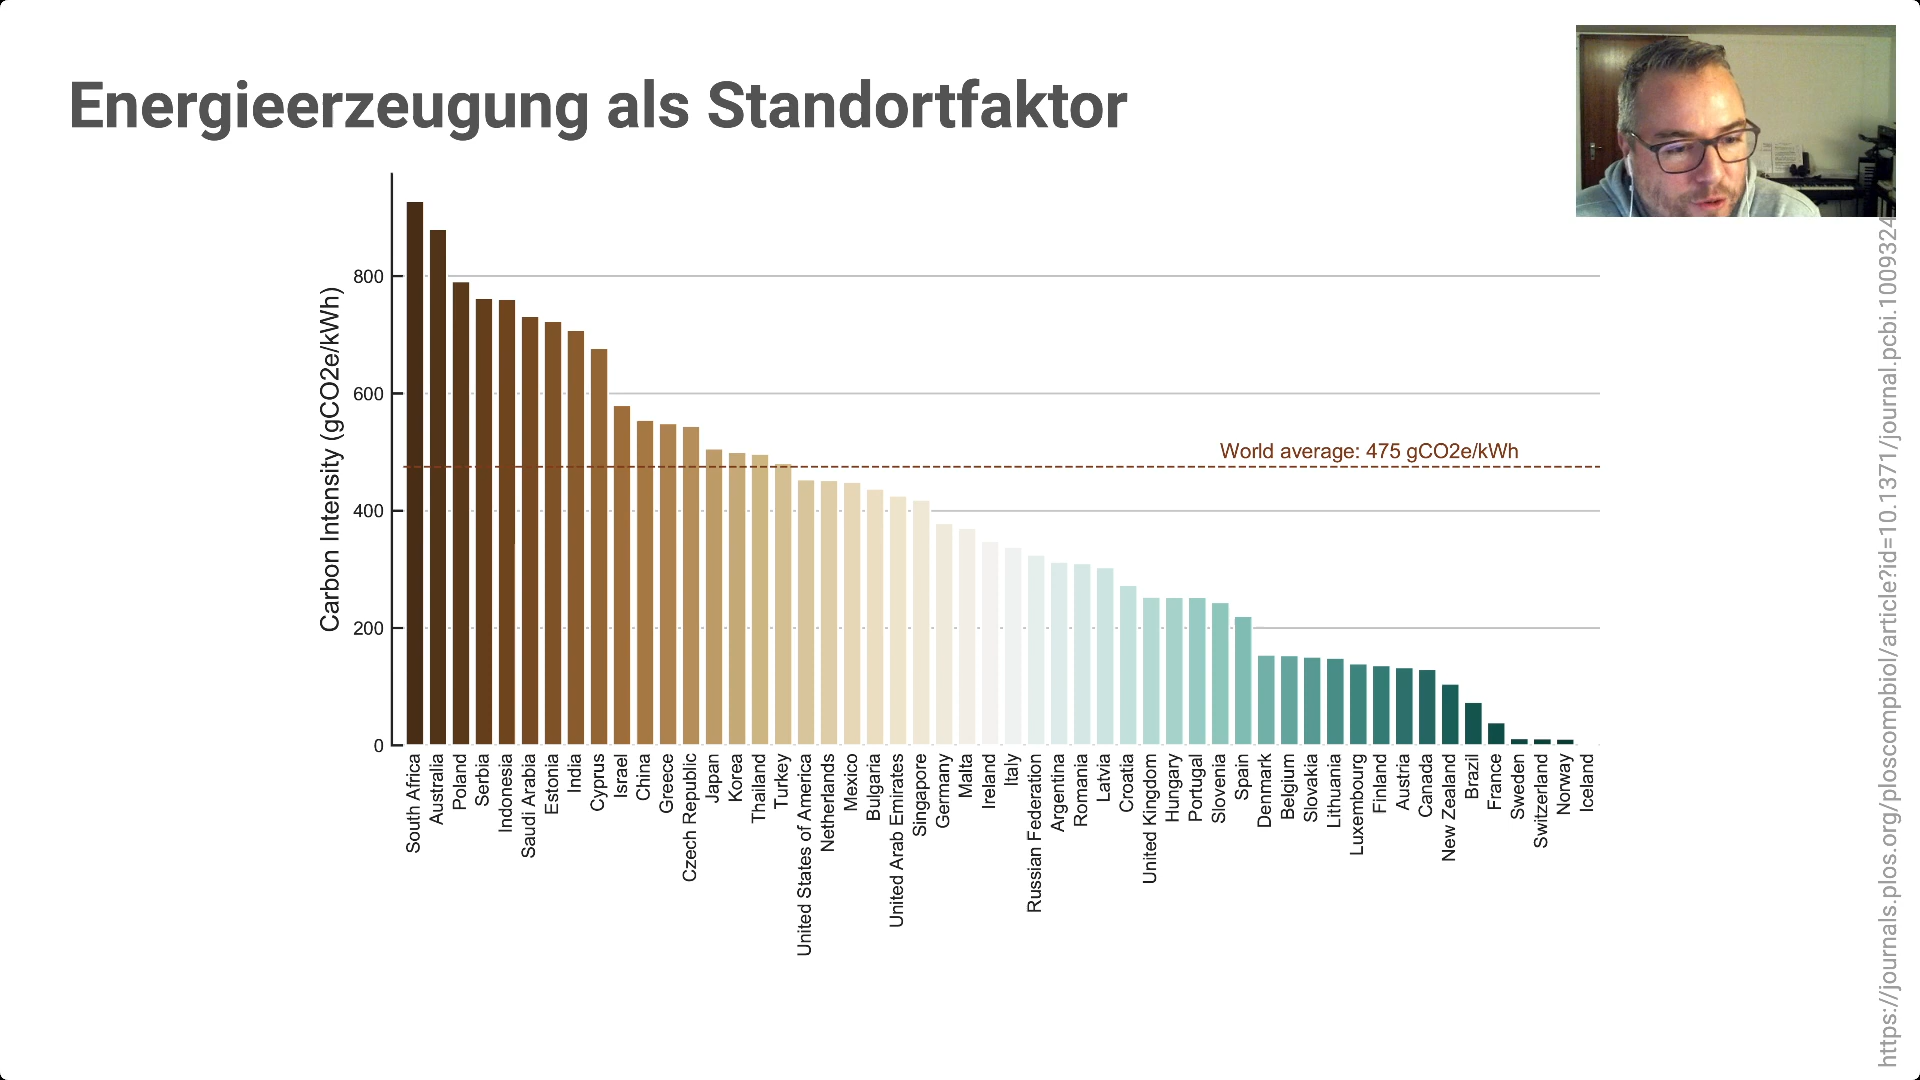 Energieerzeugung als Standortfaktor
Carbon Intensity (gCO2e/kWh)
800
600
400
200
0
World average: 475 gCO2e/kWh
South Africa
Australia
Poland
Serbia
Indonesia
Saudi Arabia
Estonia
India
Cyprus
Israel
China
Greece
Czech Republic
Japan
Korea
Thailand
Turkey
United States of America
Netherlands
Mexico
Bulgaria
United Arab Emirates
Singapore
Germany
Malta
Ireland
Italy
Russian Federation
Argentina
Romania
Latvia
Croatia
United Kingdom
Hungary
Portugal
Slovenia
Spain
Denmark
Belgium
Slovakia
Lithuania
Luxembourg
Finland
Austria
Canada
New Zealand
Brazil
France
Sweden
Switzerland
Norway
Iceland
https://journals.plos.org/ploscompbiol/article?id=10.1371/journal.pcbi.1009324